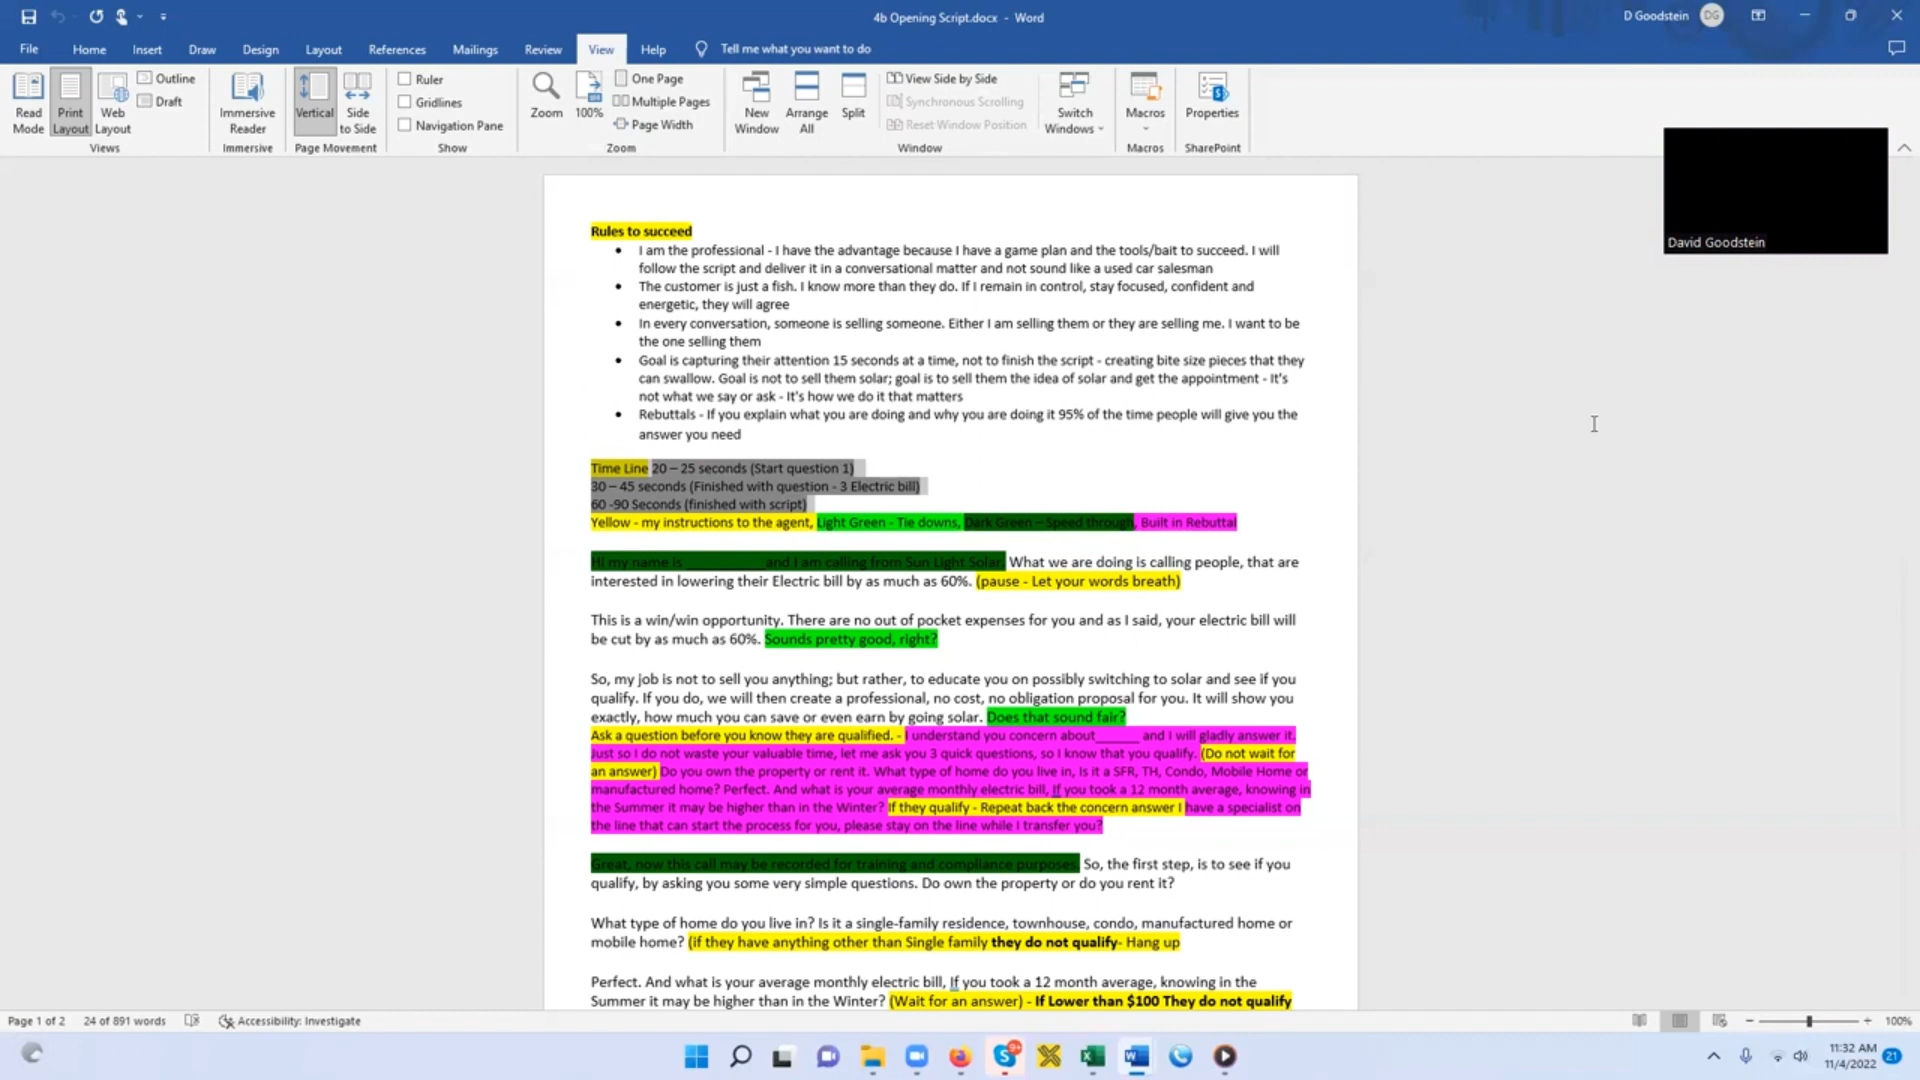 4b Opening Script.docx - Word
D Goodstein DG
File Home Insert Draw Design Layout References Mailings Review View Help Tell me what you want to do
Read Mode
Print Layout
Web Layout
Outline
Draft
Views
Immersive Reader
Immersive
Vertical
Side to Side
Page Movement
Ruler
Gridlines
Navigation Pane
Show
Zoom
100%
One Page
Multiple Pages
Page Width
Zoom
New Window
Arrange All
Split
View Side by Side
Synchronous Scrolling
Reset Window Position
Window
Switch Windows
Macros
Macros
Properties
SharePoint
David Goodstein
Rules to succeed
• I am the professional - I have the advantage because I have a game plan and the tools/bait to succeed. I will
follow the script and deliver it in a conversational matter and not sound like a used car salesman
• The customer is just a fish. I know more than they do. If I remain in control, stay focused, confident and
energetic, they will agree
• In every conversation, someone is selling someone. Either I am selling them or they are selling me. I want to be
the one selling them
• Goal is capturing their attention 15 seconds at a time, not to finish the script - creating bite size pieces that they
can swallow. Goal is not to sell them solar; goal is to sell them the idea of solar and get the appointment - It's
not what we say or ask - It's how we do it that matters
• Rebuttals - If you explain what you are doing and why you are doing it 95% of the time people will give you the
answer you need
Time Line 20 – 25 seconds (Start question 1)
30 – 45 seconds (Finished with question - 3 Electric bill)
60 -90 Seconds (finished with script)
Yellow - my instructions to the agent, Light Green - Tie downs, Dark Green – Speed through, Built in Rebuttal
Hi my name is __________ and I am calling from Sun Light Solar. What we are doing is calling people, that are
interested in lowering their Electric bill by as much as 60%. (pause - Let your words breath)
This is a win/win opportunity. There are no out of pocket expenses for you and as I said, your electric bill will
be cut by as much as 60%. Sounds pretty good, right?
So, my job is not to sell you anything; but rather, to educate you on possibly switching to solar and see if you
qualify. If you do, we will then create a professional, no cost, no obligation proposal for you. It will show you
exactly, how much you can save or even earn by going solar. Does that sound fair?
Ask a question before you know they are qualified. - I understand you concern about______ and I will gladly answer it.
Just so I do not waste your valuable time, let me ask you 3 quick questions, so I know that you qualify. (Do not wait for
an answer) Do you own the property or rent it. What type of home do you live in, Is it a SFR, TH, Condo, Mobile Home or
manufactured home? Perfect. And what is your average monthly electric bill, If you took a 12 month average, knowing in
the Summer it may be higher than in the Winter? If they qualify - Repeat back the concern answer I have a specialist on
the line that can start the process for you, please stay on the line while I transfer you?
Great, now this call may be recorded for training and compliance purposes. So, the first step, is to see if you
qualify, by asking you some very simple questions. Do own the property or do you rent it?
What type of home do you live in? Is it a single-family residence, townhouse, condo, manufactured home or
mobile home? (if they have anything other than Single family they do not qualify- Hang up
Perfect. And what is your average monthly electric bill, If you took a 12 month average, knowing in the
Summer it may be higher than in the Winter? (Wait for an answer) - If Lower than $100 They do not qualify
Page 1 of 2 24 of 891 words Accessibility: Investigate 100%
9+
11:32 AM
11/4/2022
21